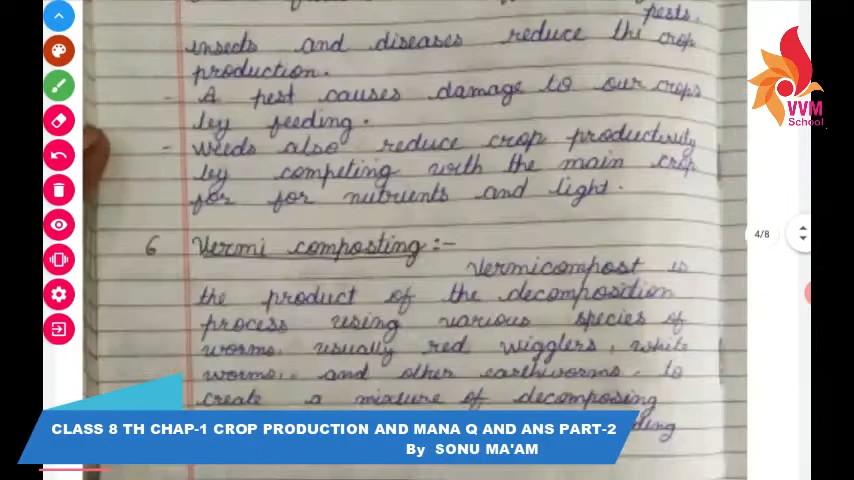 pests.
insects and diseases reduce the crop
production.
- A pest causes damage to our crops
by feeding.
- Weeds also reduce crop productivity
by competing with the main crop
for for nutrients and light.
6 Vermi composting :-
Vermicompost is
the product of the decomposition
process using various species of
worms, usually red wigglers, white
worms, and other earthworms, to
create a mixture of decomposing
VVM
School
4/8
CLASS 8 TH CHAP-1 CROP PRODUCTION AND MANA Q AND ANS PART-2
By SONU MA'AM